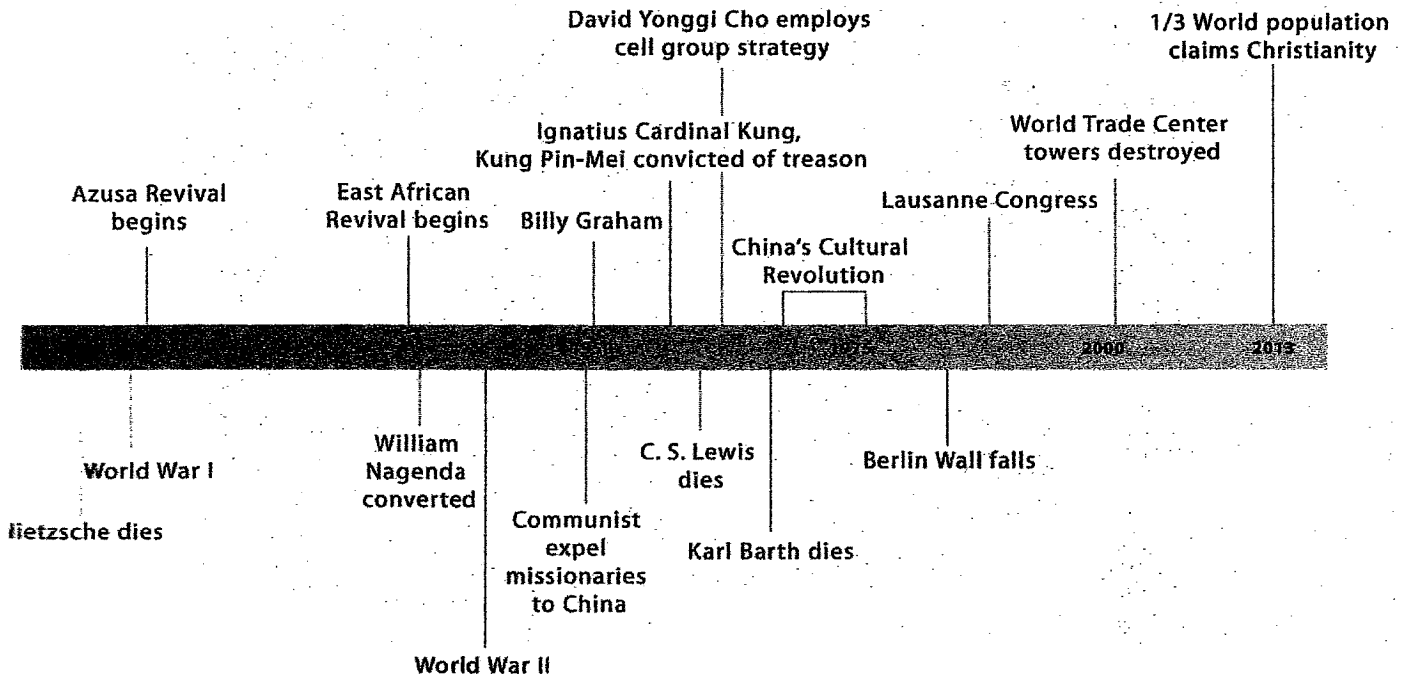 David Yonggi Cho employs
cell group strategy
1/3 World population
claims Christianity
Ignatius Cardinal Kung,
Kung Pin-Mei convicted of treason
World Trade Center
towers destroyed
Azusa Revival
begins
East African
Revival begins
Billy Graham
Lausanne Congress
China's Cultural
Revolution
2000
2013
World War I
William
Nagenda
converted
C. S. Lewis
dies
Berlin Wall falls
dies
Communist
expel
missionaries
to China
Karl Barth dies
World War II